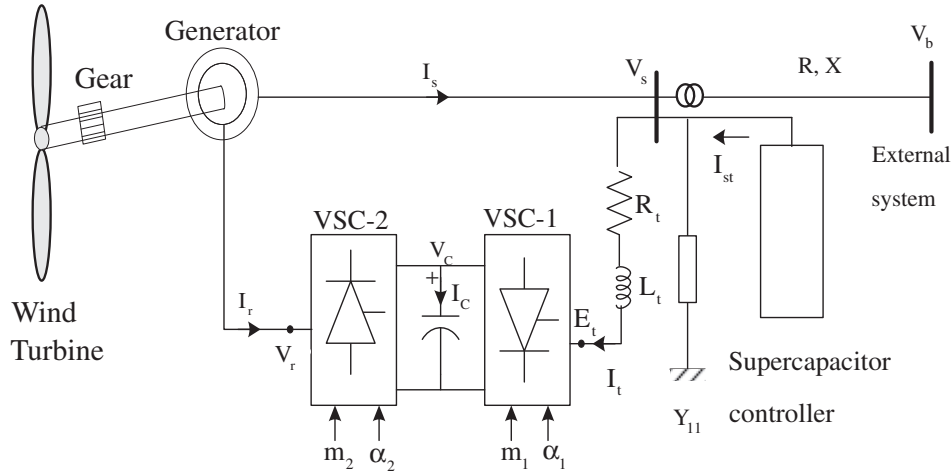 Generator
Gear
I_s
V_s
R, X
V_b
I_st
External
system
R_t
VSC-2
VSC-1
V_C
+
I_C
L_t
I_r
E_t
V_r
I_t
Wind
Turbine
Supercapacitor
controller
Y_11
m_2
α_2
m_1
α_1